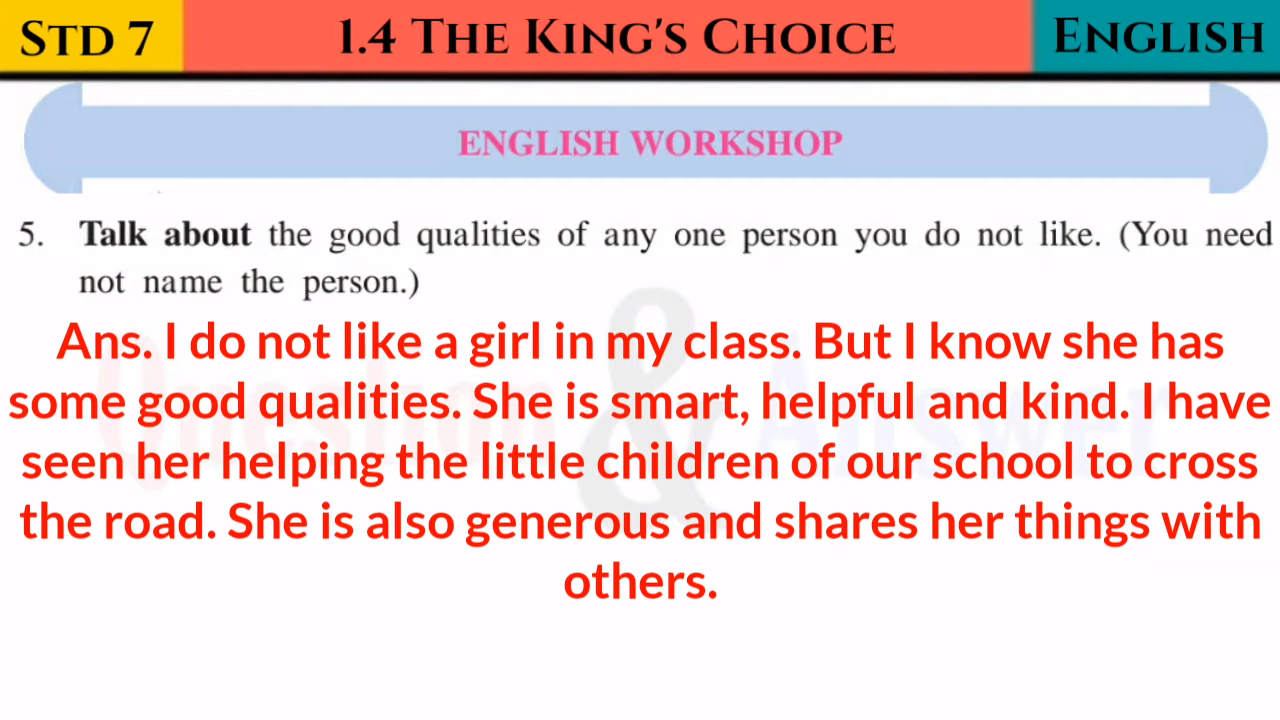 STD 7 1.4 THE KING'S CHOICE ENGLISH
ENGLISH WORKSHOP
5. Talk about the good qualities of any one person you do not like. (You need
not name the person.)
Ans. I do not like a girl in my class. But I know she has
some good qualities. She is smart, helpful and kind. I have
seen her helping the little children of our school to cross
the road. She is also generous and shares her things with
others.
Question & Answer